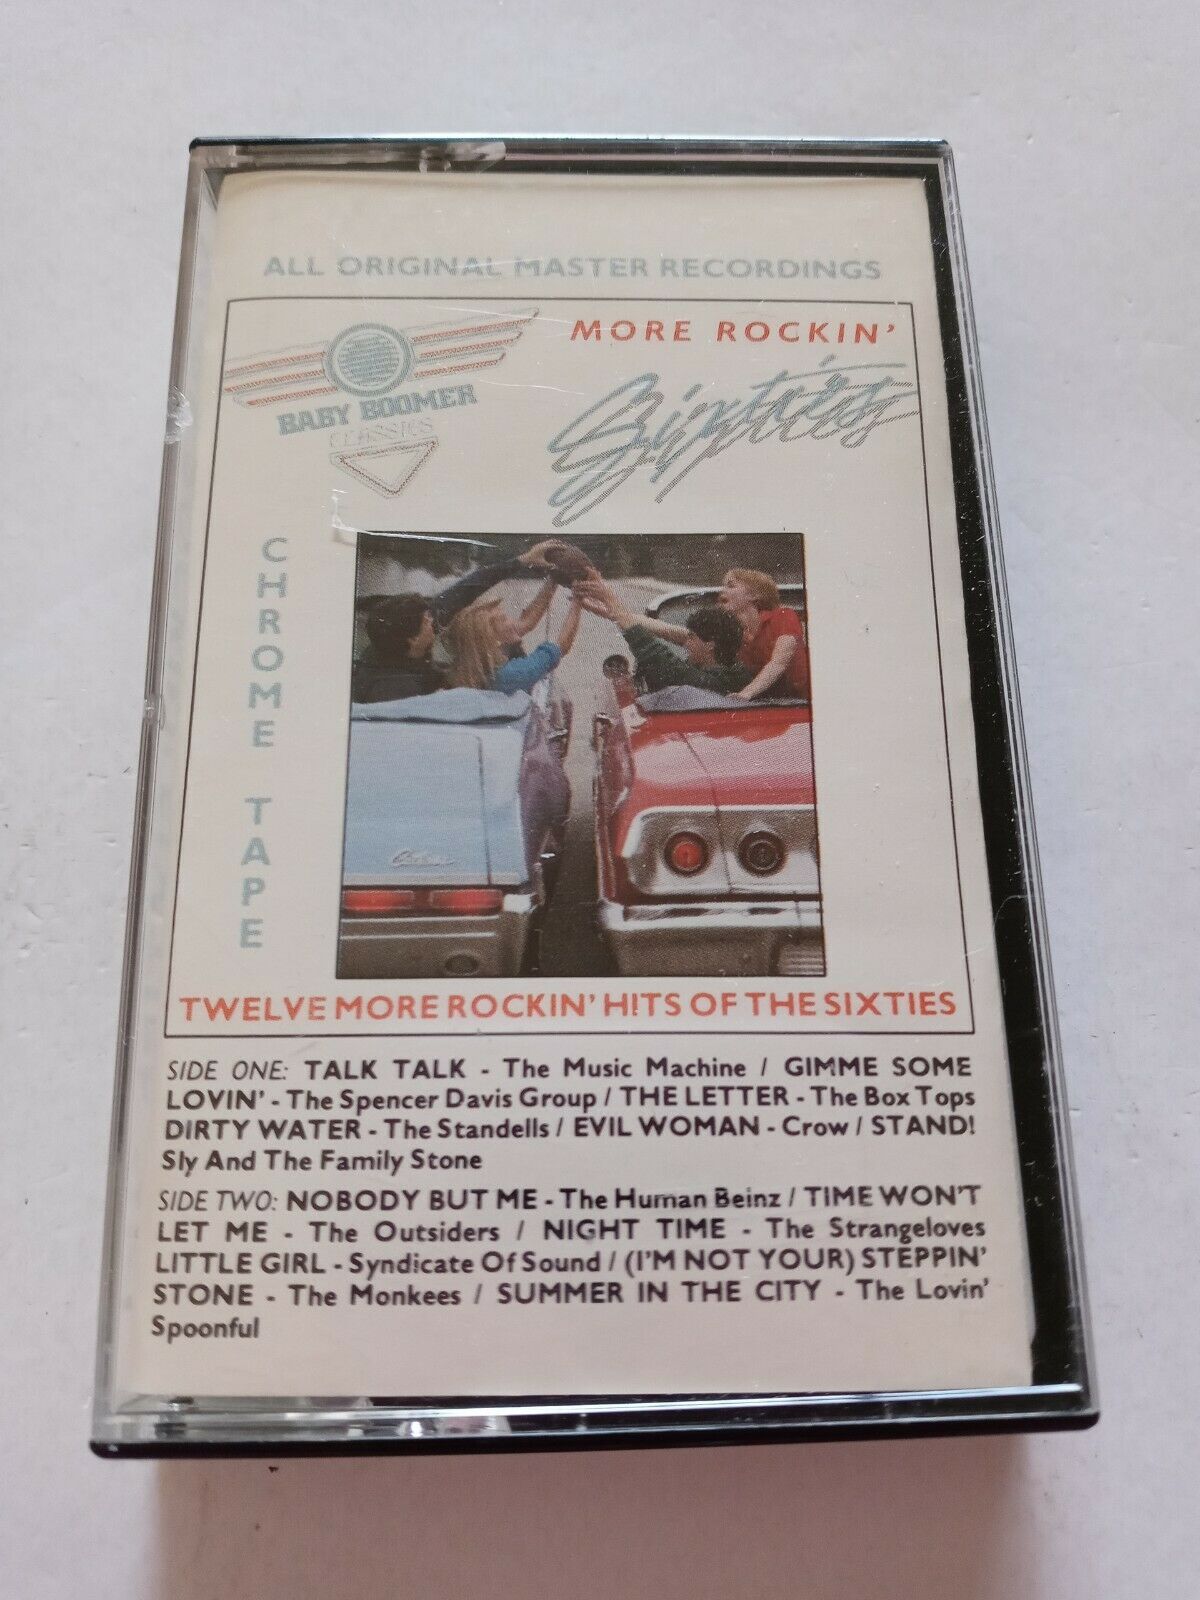 ALL ORIGINAL MASTER RECORDINGS
MORE ROCKIN'
Sixties
BABY BOOMER
CLASSICS
CHROME TAPE
TWELVE MORE ROCKIN' HITS OF THE SIXTIES
SIDE ONE: TALK TALK - The Music Machine / GIMME SOME
LOVIN' - The Spencer Davis Group / THE LETTER - The Box Tops
DIRTY WATER - The Standells / EVIL WOMAN - Crow / STAND!
Sly And The Family Stone
SIDE TWO: NOBODY BUT ME - The Human Beinz / TIME WON'T
LET ME - The Outsiders / NIGHT TIME - The Strangeloves
LITTLE GIRL - Syndicate Of Sound / (I'M NOT YOUR) STEPPIN'
STONE - The Monkees / SUMMER IN THE CITY - The Lovin'
Spoonful